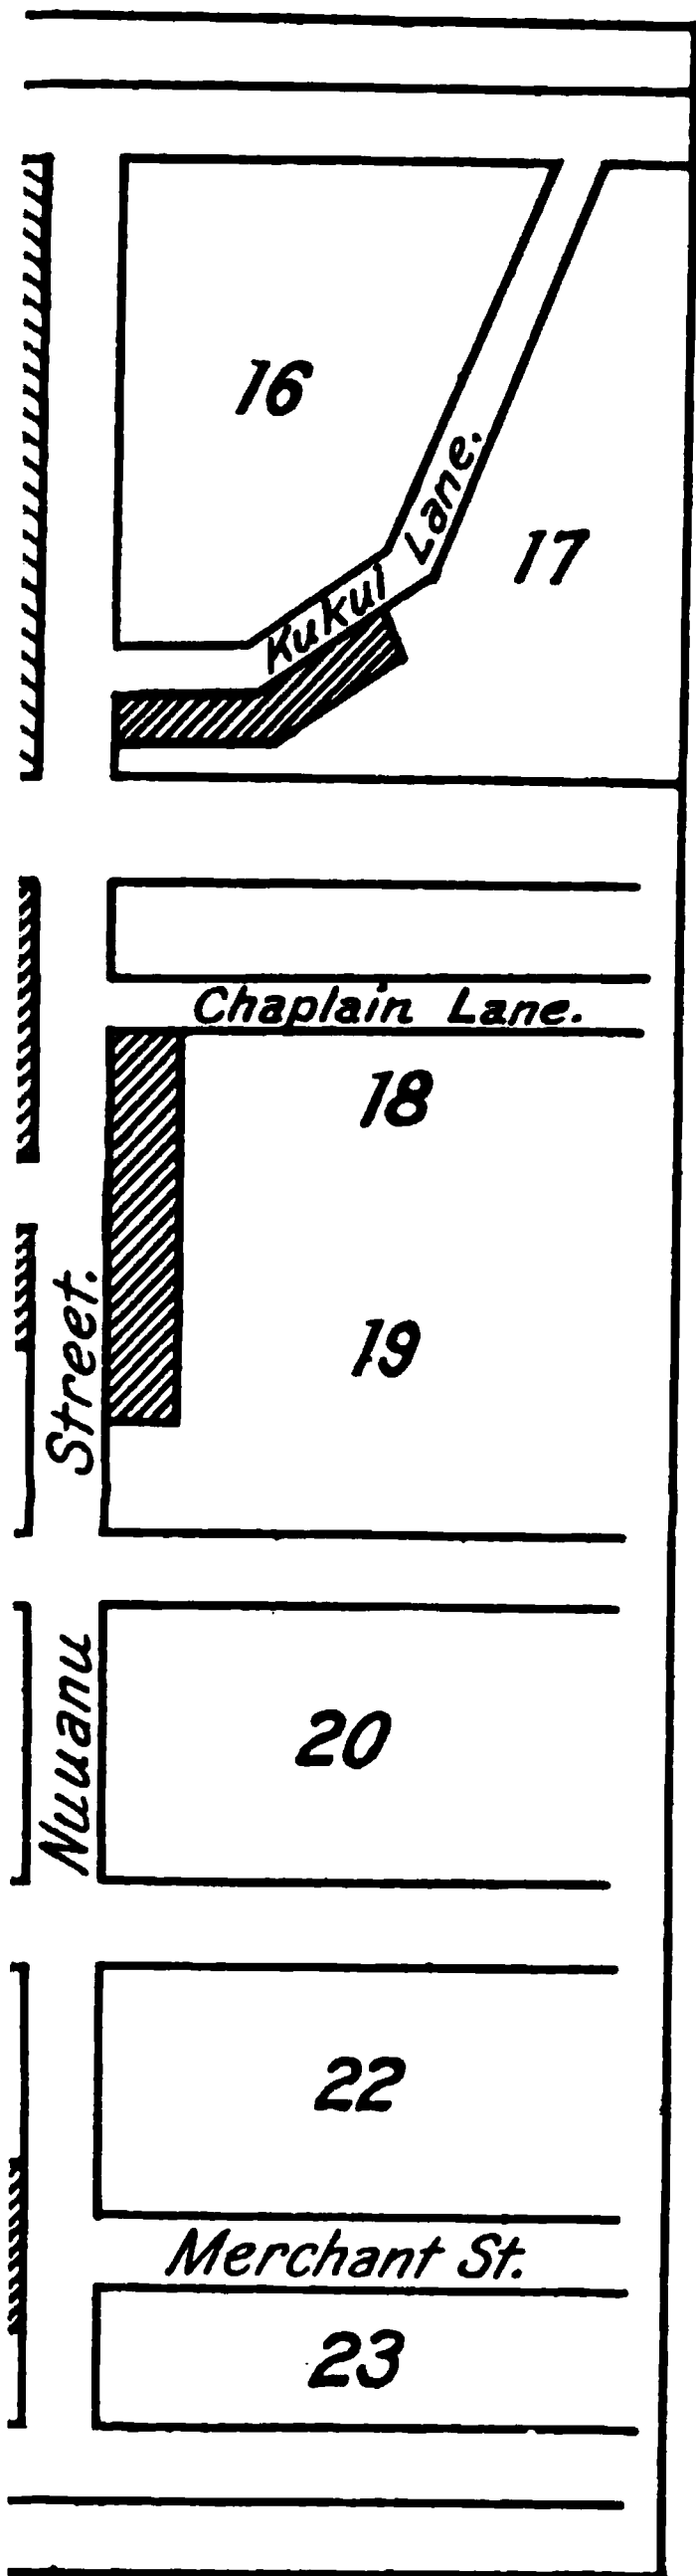 16
Kukui Lane.
17
Chaplain Lane.
18
19
Nuuanu Street.
20
22
Merchant St.
23